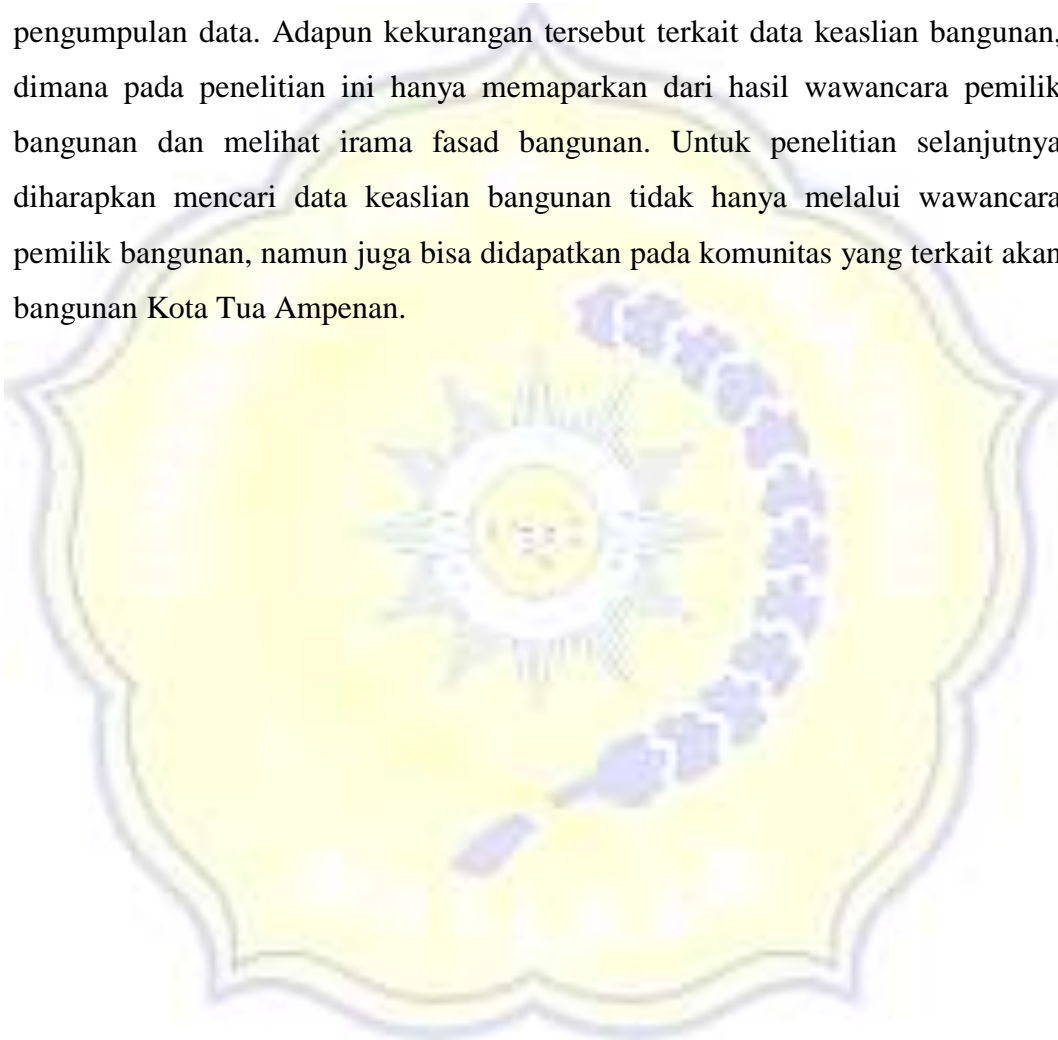 pengumpulan data. Adapun kekurangan tersebut terkait data keaslian bangunan,
dimana pada penelitian ini hanya memaparkan dari hasil wawancara pemilik
bangunan dan melihat irama fasad bangunan. Untuk penelitian selanjutnya
diharapkan mencari data keaslian bangunan tidak hanya melalui wawancara
pemilik bangunan, namun juga bisa didapatkan pada komunitas yang terkait akan
bangunan Kota Tua Ampenan.